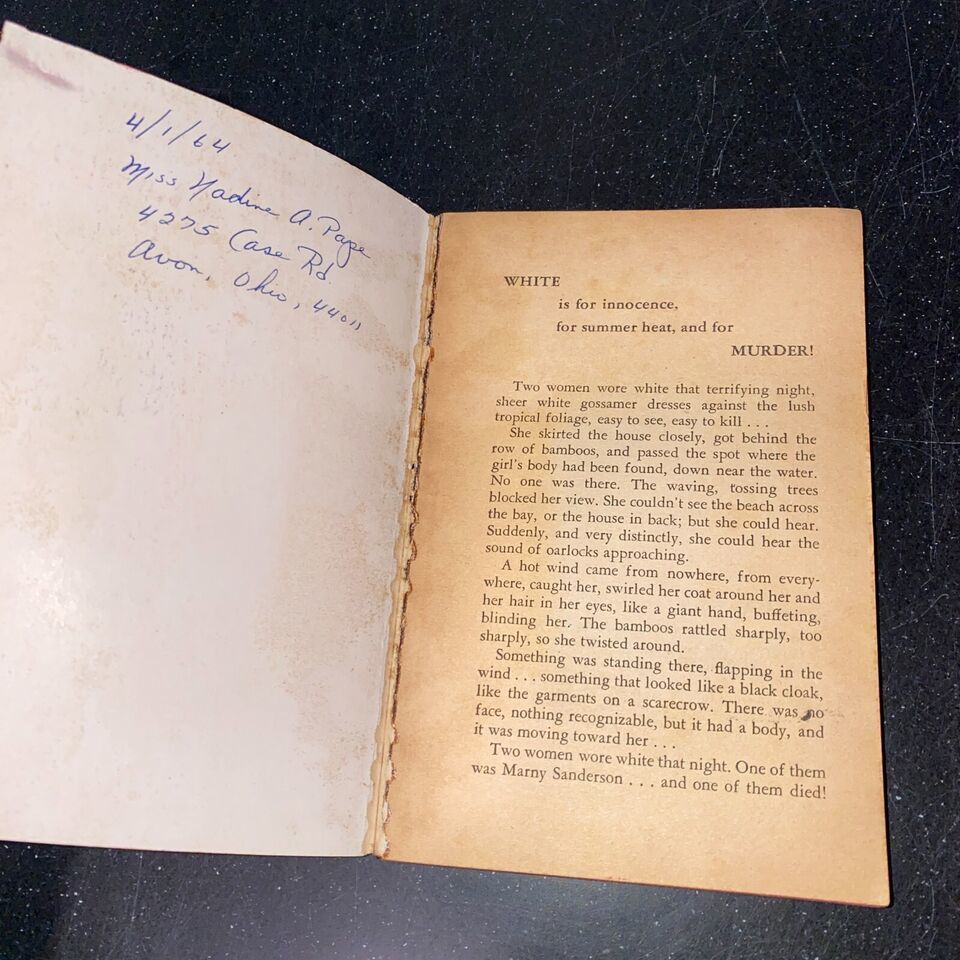 4/1/64
Miss Nadine A. Pape
4275 Case Rd.
Avon, Ohio, 44011
WHITE
is for innocence,
for summer heat, and for
MURDER!
Two women wore white that terrifying night,
sheer white gossamer dresses against the lush
tropical foliage, easy to see, easy to kill . . .
She skirted the house closely, got behind the
row of bamboos, and passed the spot where the
girl's body had been found, down near the water.
No one was there. The waving, tossing trees
blocked her view. She couldn't see the beach across
the bay, or the house in back; but she could hear.
Suddenly, and very distinctly, she could hear the
sound of oarlocks approaching.
A hot wind came from nowhere, from every-
where, caught her, swirled her coat around her and
her hair in her eyes, like a giant hand, buffeting,
blinding her. The bamboos rattled sharply, too
sharply, so she twisted around.
Something was standing there, flapping in the
wind . . . something that looked like a black cloak,
like the garments on a scarecrow. There was no
face, nothing recognizable, but it had a body, and
it was moving toward her . . .
Two women wore white that night. One of them
was Marny Sanderson . . . and one of them died!